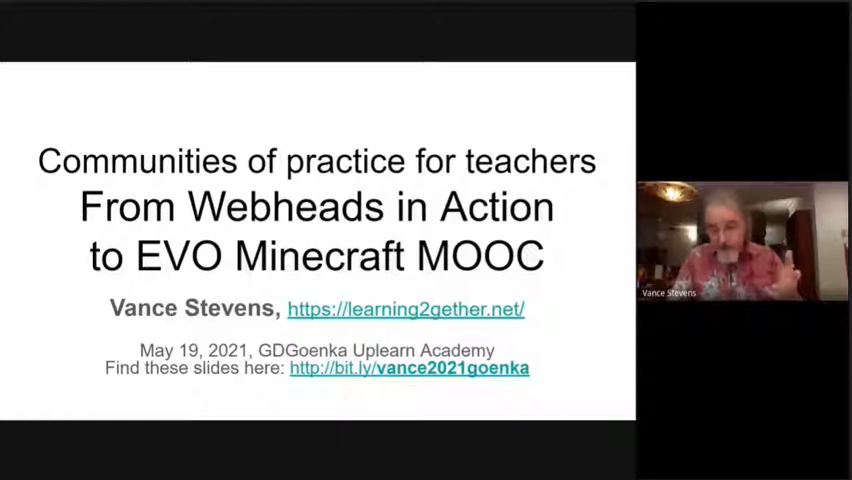 Communities of practice for teachers
From Webheads in Action
to EVO Minecraft MOOC
Vance Stevens, https://learning2gether.net/
May 19, 2021, GDGoenka Uplearn Academy
Find these slides here: http://bit.ly/vance2021goenka
Vance Stevens